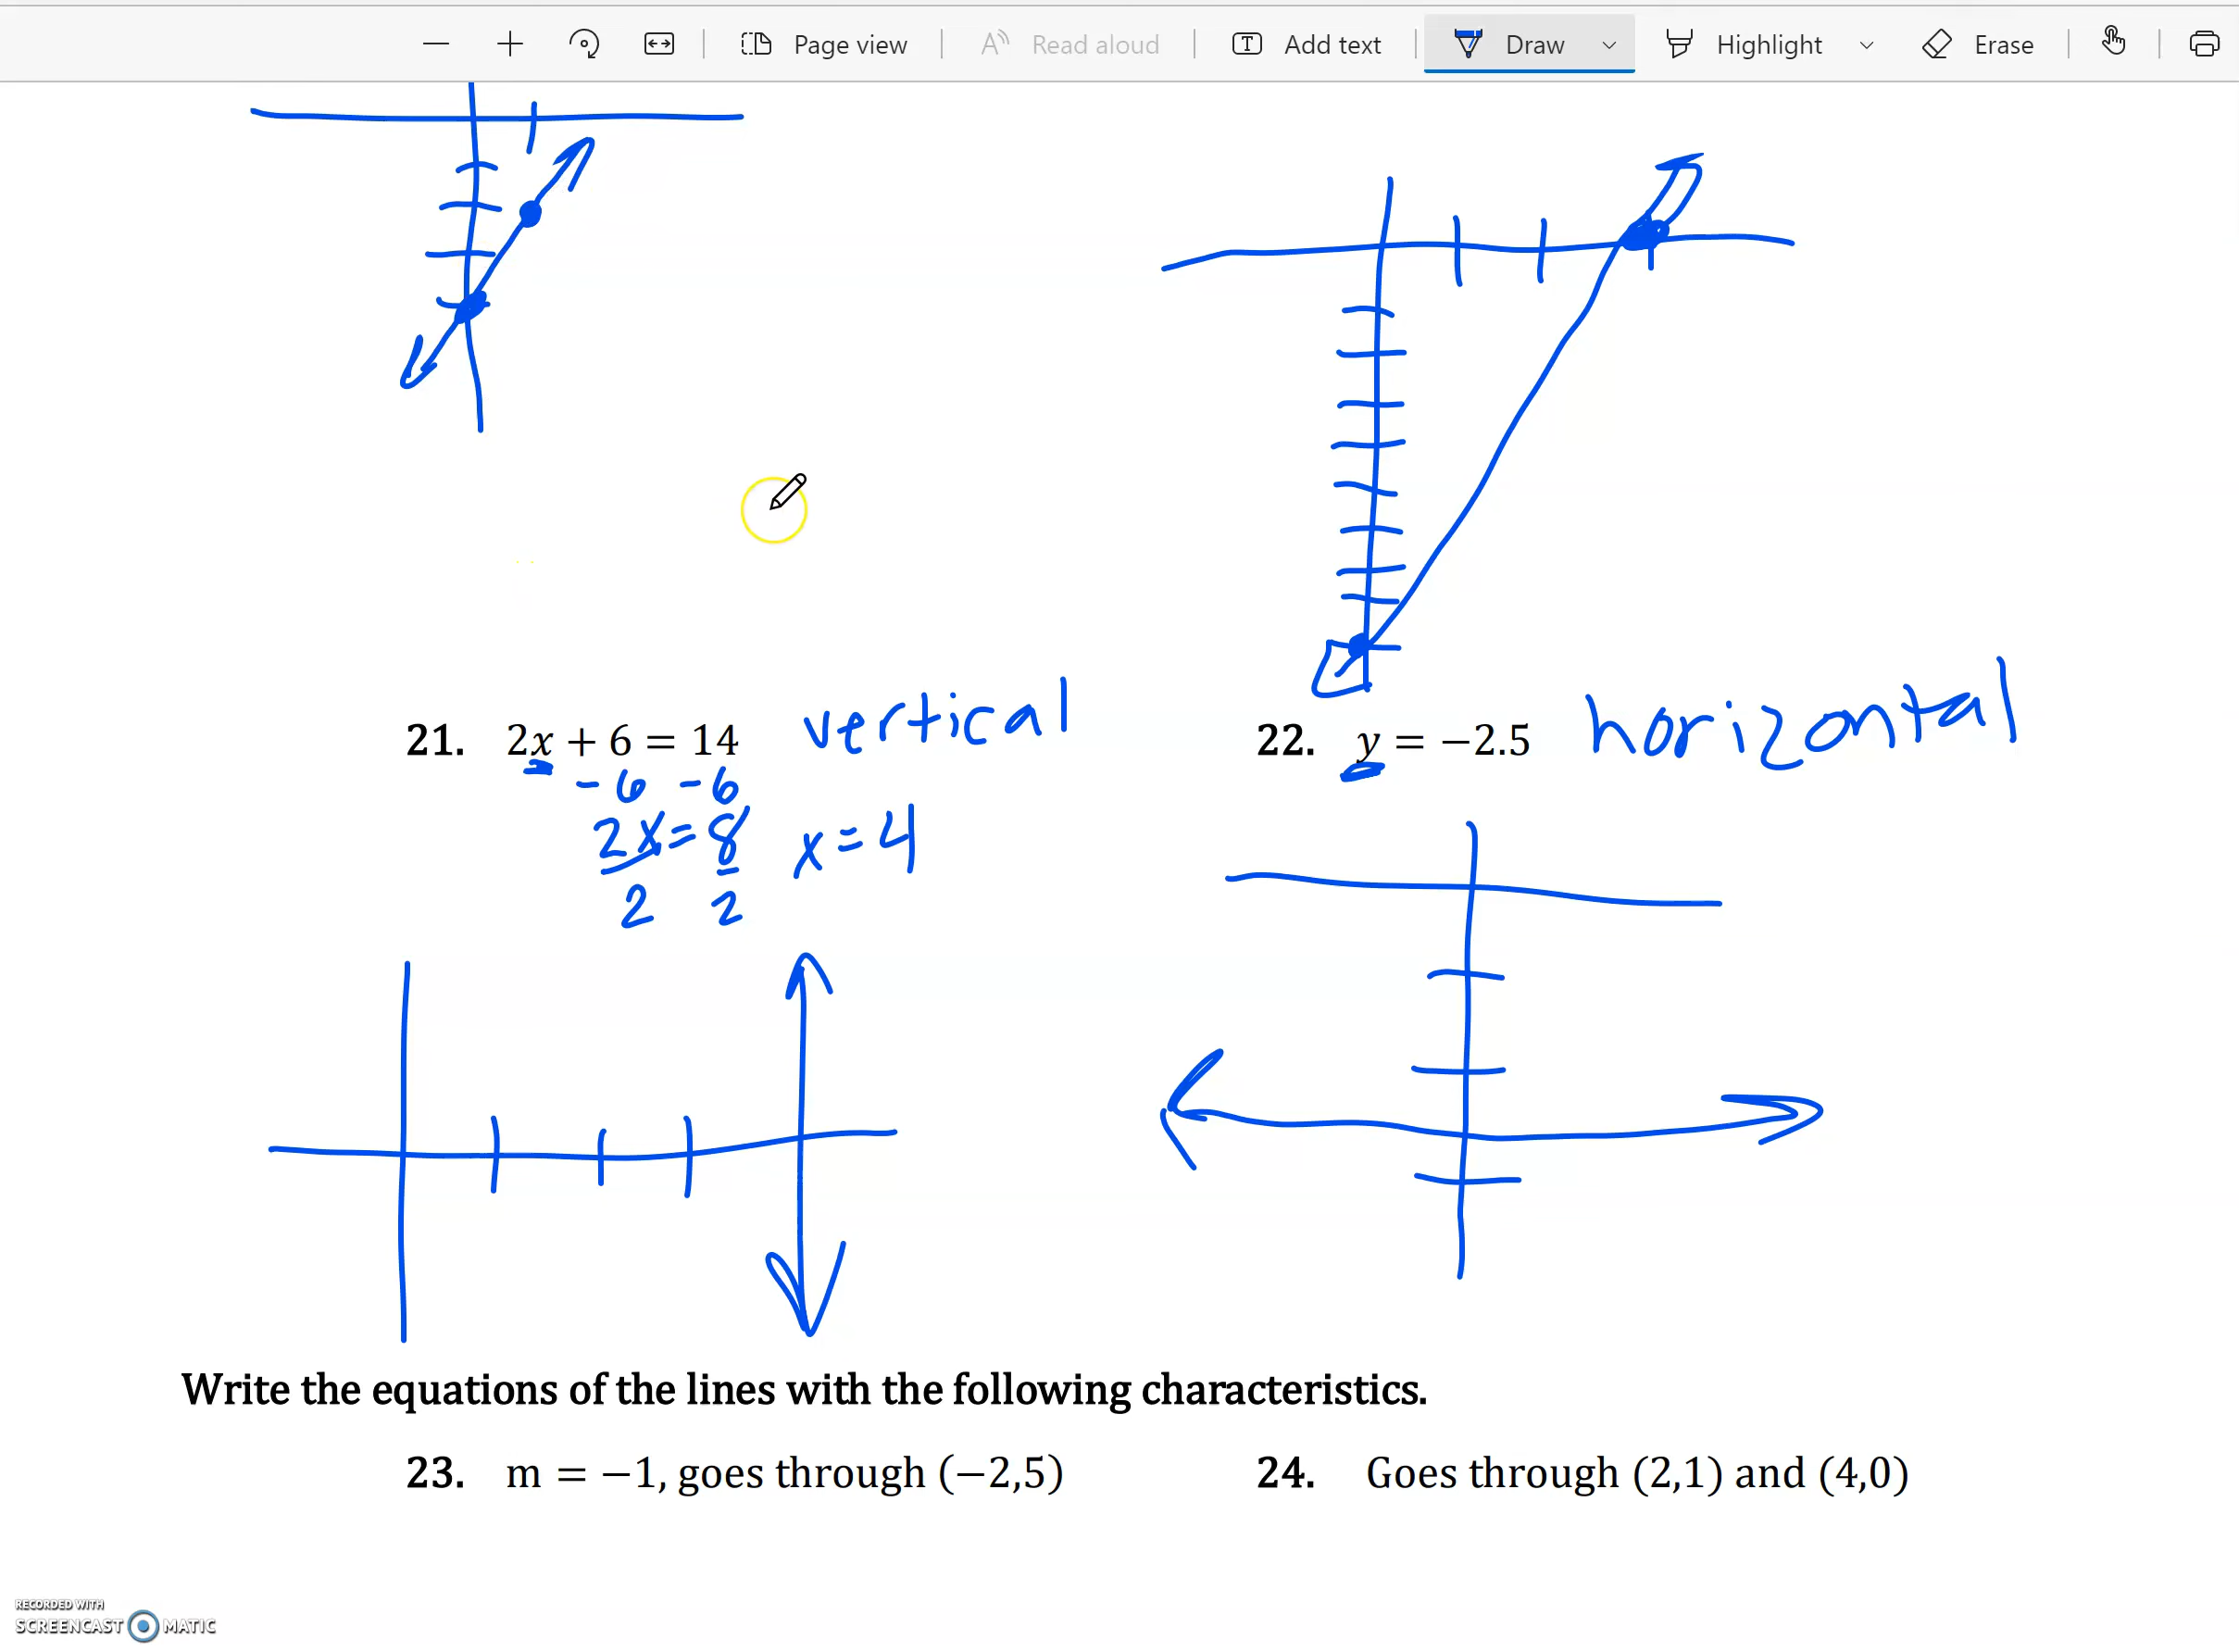 Page view Read aloud Add text Draw Highlight Erase
21. 2x + 6 = 14 vertical
22. y = −2.5 horizontal
− 6 − 6
2x = 8 x = 4
2 2
Write the equations of the lines with the following characteristics.
23. m = −1, goes through (−2,5)
24. Goes through (2,1) and (4,0)
RECORDED WITH
SCREENCAST MATIC